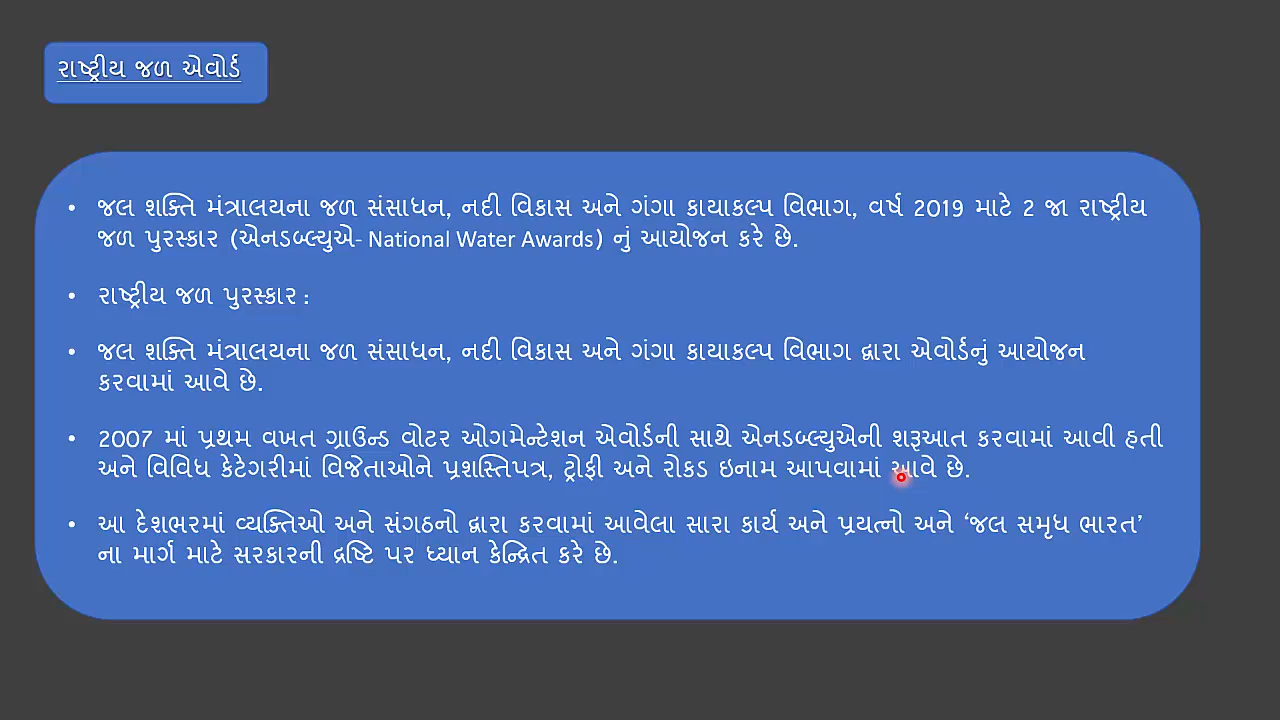 રાષ્ટ્રીય જળ એવોર્ડ
• જલ શક્તિ મંત્રાલયના જળ સંસાધન, નદી વિકાસ અને ગંગા કાયાકલ્પ વિભાગ, વર્ષ 2019 માટે 2 જા રાષ્ટ્રીય
જળ પુરસ્કાર (એનડબ્લ્યુએ- National Water Awards) નું આયોજન કરે છે.
• રાષ્ટ્રીય જળ પુરસ્કાર :
• જલ શક્તિ મંત્રાલયના જળ સંસાધન, નદી વિકાસ અને ગંગા કાયાકલ્પ વિભાગ દ્વારા એવોર્ડનું આયોજન
કરવામાં આવે છે.
• 2007 માં પ્રથમ વખત ગ્રાઉન્ડ વોટર ઓગમેન્ટેશન એવોર્ડની સાથે એનડબ્લ્યુએની શરૂઆત કરવામાં આવી હતી
અને વિવિધ કેટેગરીમાં વિજેતાઓને પ્રશસ્તિપત્ર, ટ્રોફી અને રોકડ ઇનામ આપવામાં આવે છે.
• આ દેશભરમાં વ્યક્તિઓ અને સંગઠનો દ્વારા કરવામાં આવેલા સારા કાર્ય અને પ્રયત્નો અને ‘જલ સમૃધ ભારત’
ના માર્ગ માટે સરકારની દ્રષ્ટિ પર ધ્યાન કેન્દ્રિત કરે છે.